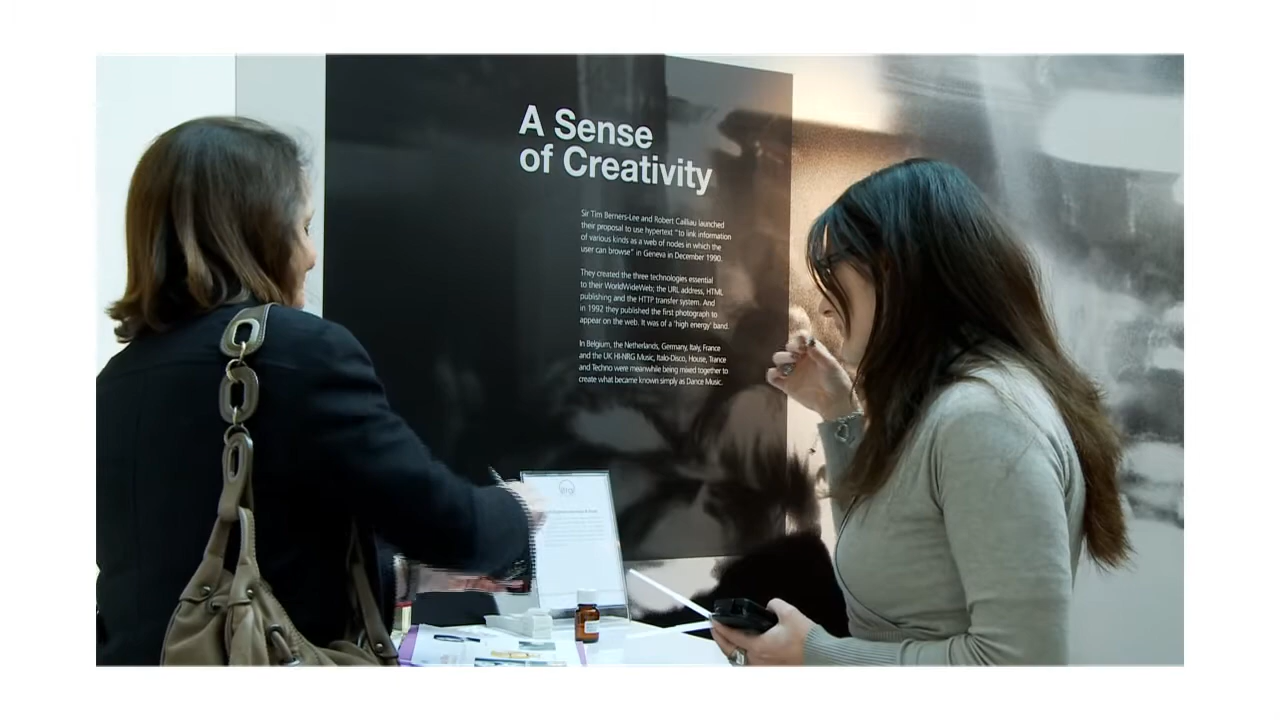 A Sense
of Creativity
Sir Tim Berners-Lee and Robert Cailliau launched
their proposal to use hypertext "to link information
of various kinds as a web of nodes in which the
user can browse" in Geneva in December 1990.
They created the three technologies essential
to their WorldWideWeb; the URL address, HTML
publishing and the HTTP transfer system. And
in 1992 they published the first photograph to
appear on the web. It was of a 'high energy' band.
In Belgium, the Netherlands, Germany, Italy, France
and the UK HI-NRG Music, Italo-Disco, House, Trance
and Techno were meanwhile being mixed together to
create what became known simply as Dance Music.